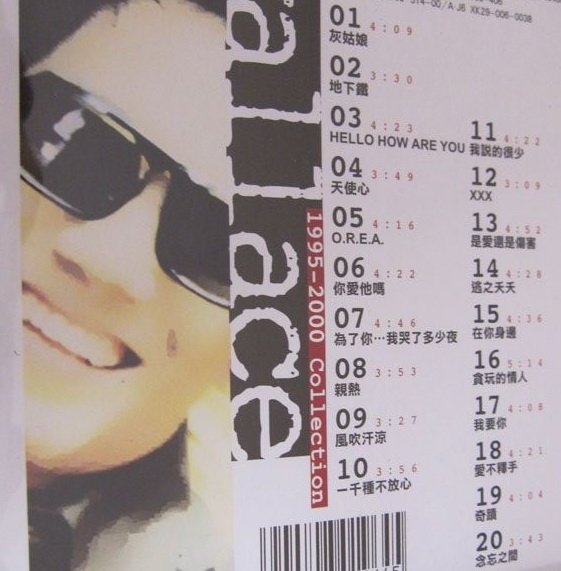 allace
1995-2000 Collection
XK29-006-0038
01 4:09
灰姑娘
02 3:30
地下鐵
03 4:23
HELLO HOW ARE YOU
04 3:49
天使心
05 4:16
O.R.E.A.
06 4:22
你愛他嗎
07 4:46
為了你…我哭了多少夜
08 3:53
親熱
09 3:27
風吹汗涼
10 3:56
一千種不放心
11 4:22
我說的很少
12 3:09
XXX
13 4:52
是愛還是傷害
14 4:28
逃之夭夭
15 4:36
在你身邊
16 5:14
貪玩的情人
17 4:08
我要你
18 4:21
愛不釋手
19 4:04
奇蹟
20 3:43
念忘之間